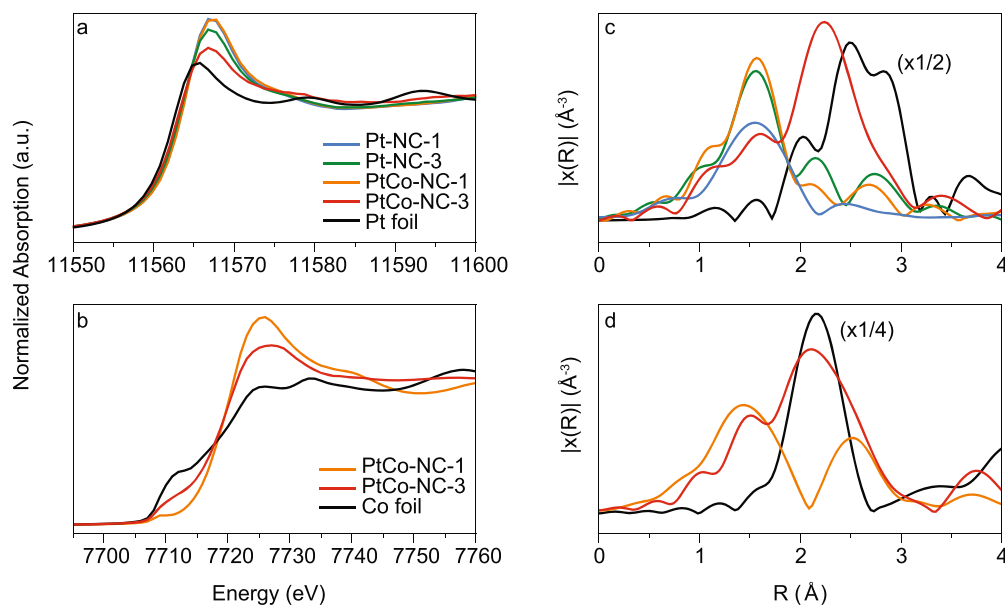 a
Pt-NC-1
Pt-NC-3
PtCo-NC-1
PtCo-NC-3
Pt foil
11550 11560 11570 11580 11590 11600
b
PtCo-NC-1
PtCo-NC-3
Co foil
7700 7710 7720 7730 7740 7750 7760
Normalized Absorption (a.u.)
Energy (eV)
c
(x1/2)
|x(R)| (Å⁻³)
0 1 2 3 4
d
(x1/4)
|x(R)| (Å⁻³)
0 1 2 3 4
R (Å)